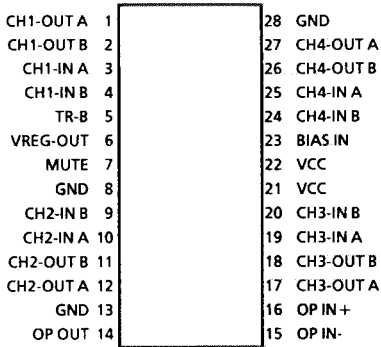 CH1-OUT A 1
CH1-OUT B 2
CH1-IN A 3
CH1-IN B 4
TR-B 5
VREG-OUT 6
MUTE 7
GND 8
CH2-IN B 9
CH2-IN A 10
CH2-OUT B 11
CH2-OUT A 12
GND 13
OP OUT 14
28 GND
27 CH4-OUT A
26 CH4-OUT B
25 CH4-IN A
24 CH4-IN B
23 BIAS IN
22 VCC
21 VCC
20 CH3-IN B
19 CH3-IN A
18 CH3-OUT B
17 CH3-OUT A
16 OP IN +
15 OP IN-